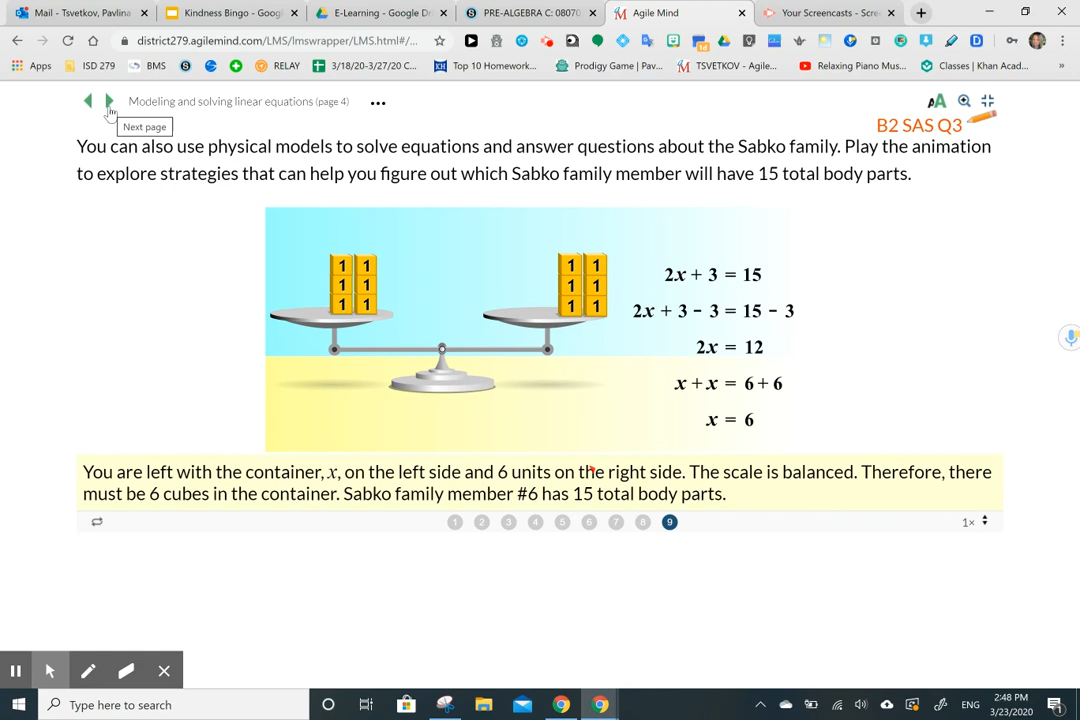 Mail - Tsvetkov, Pavlina
Kindness Bingo - Goog
E-Learning - Google Dr
PRE-ALGEBRA C: 0807
Agile Mind
Your Screencasts - Scre
district279.agilemind.com/LMS/lmswrapper/LMS.html#/...
Apps
ISD 279
BMS
RELAY
3/18/20-3/27/20 C...
Top 10 Homework...
Prodigy Game | Pav...
TSVETKOV - Agile...
Relaxing Piano Mus...
Classes | Khan Acad...
»
Modeling and solving linear equations (page 4)
Next page
AA
B2 SAS Q3
You can also use physical models to solve equations and answer questions about the Sabko family. Play the animation
to explore strategies that can help you figure out which Sabko family member will have 15 total body parts.
1 1 1 1
1 1 1 1
1 1 1 1
2x + 3 = 15
2x + 3 − 3 = 15 − 3
2x = 12
x + x = 6 + 6
x = 6
You are left with the container, x, on the left side and 6 units on the right side. The scale is balanced. Therefore, there
must be 6 cubes in the container. Sabko family member #6 has 15 total body parts.
1 2 3 4 5 6 7 8 9
1×
Type here to search
ENG
2:48 PM
3/23/2020